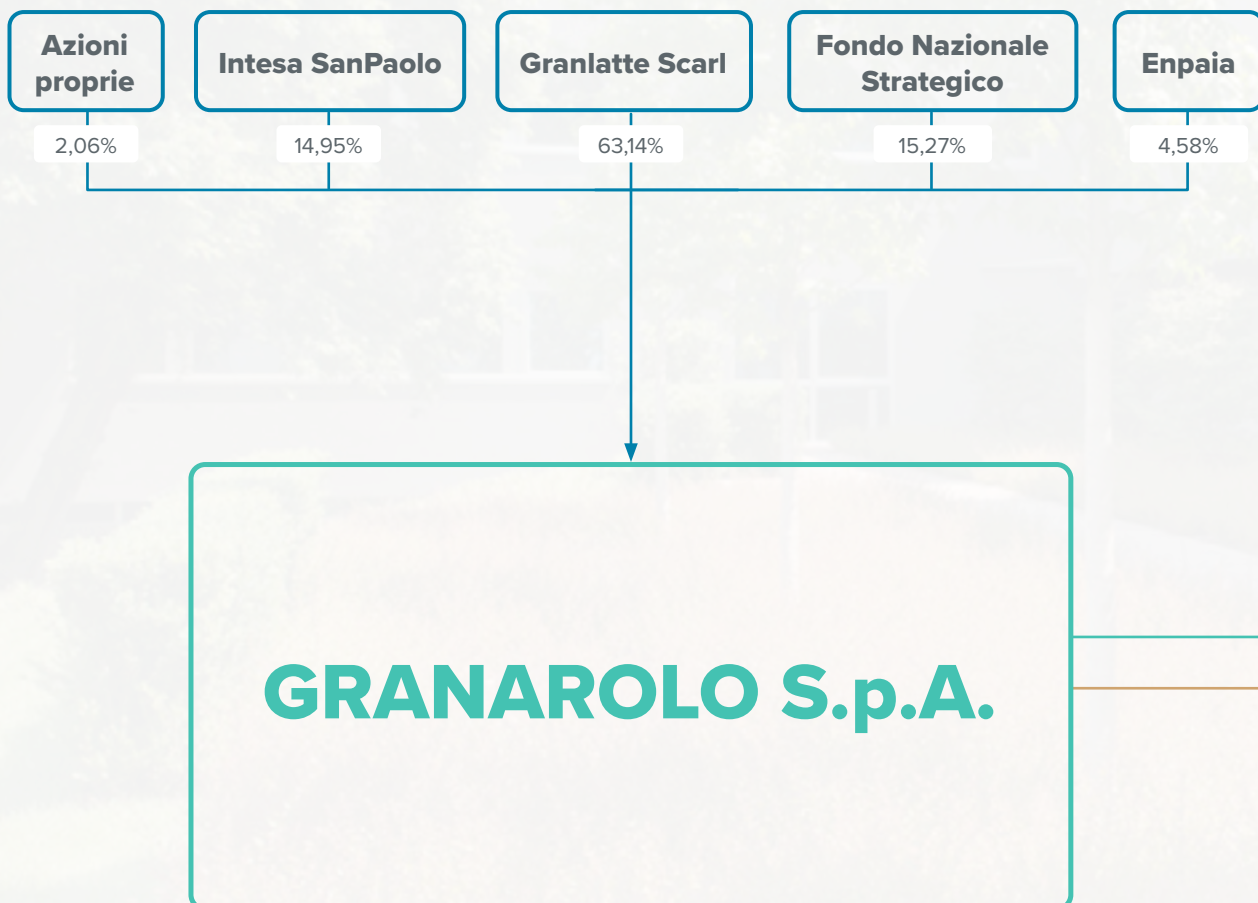 Azioni
proprie
Intesa SanPaolo
Granlatte Scarl
Fondo Nazionale
Strategico
Enpaia
2,06%
14,95%
63,14%
15,27%
4,58%
GRANAROLO S.p.A.